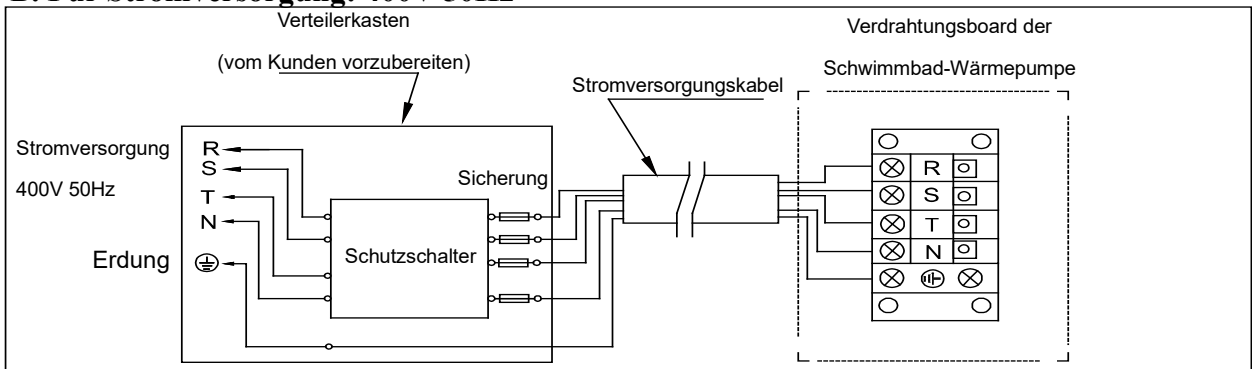 B. Für Stromversorgung: 400V 50Hz
Verteilerkasten
(vom Kunden vorzubereiten)
Stromversorgungskabel
Verdrahtungsboard der
Schwimmbad-Wärmepumpe
Stromversorgung
400V 50Hz
Erdung
R
S
T
N
Schutzschalter
Sicherung
R
S
T
N